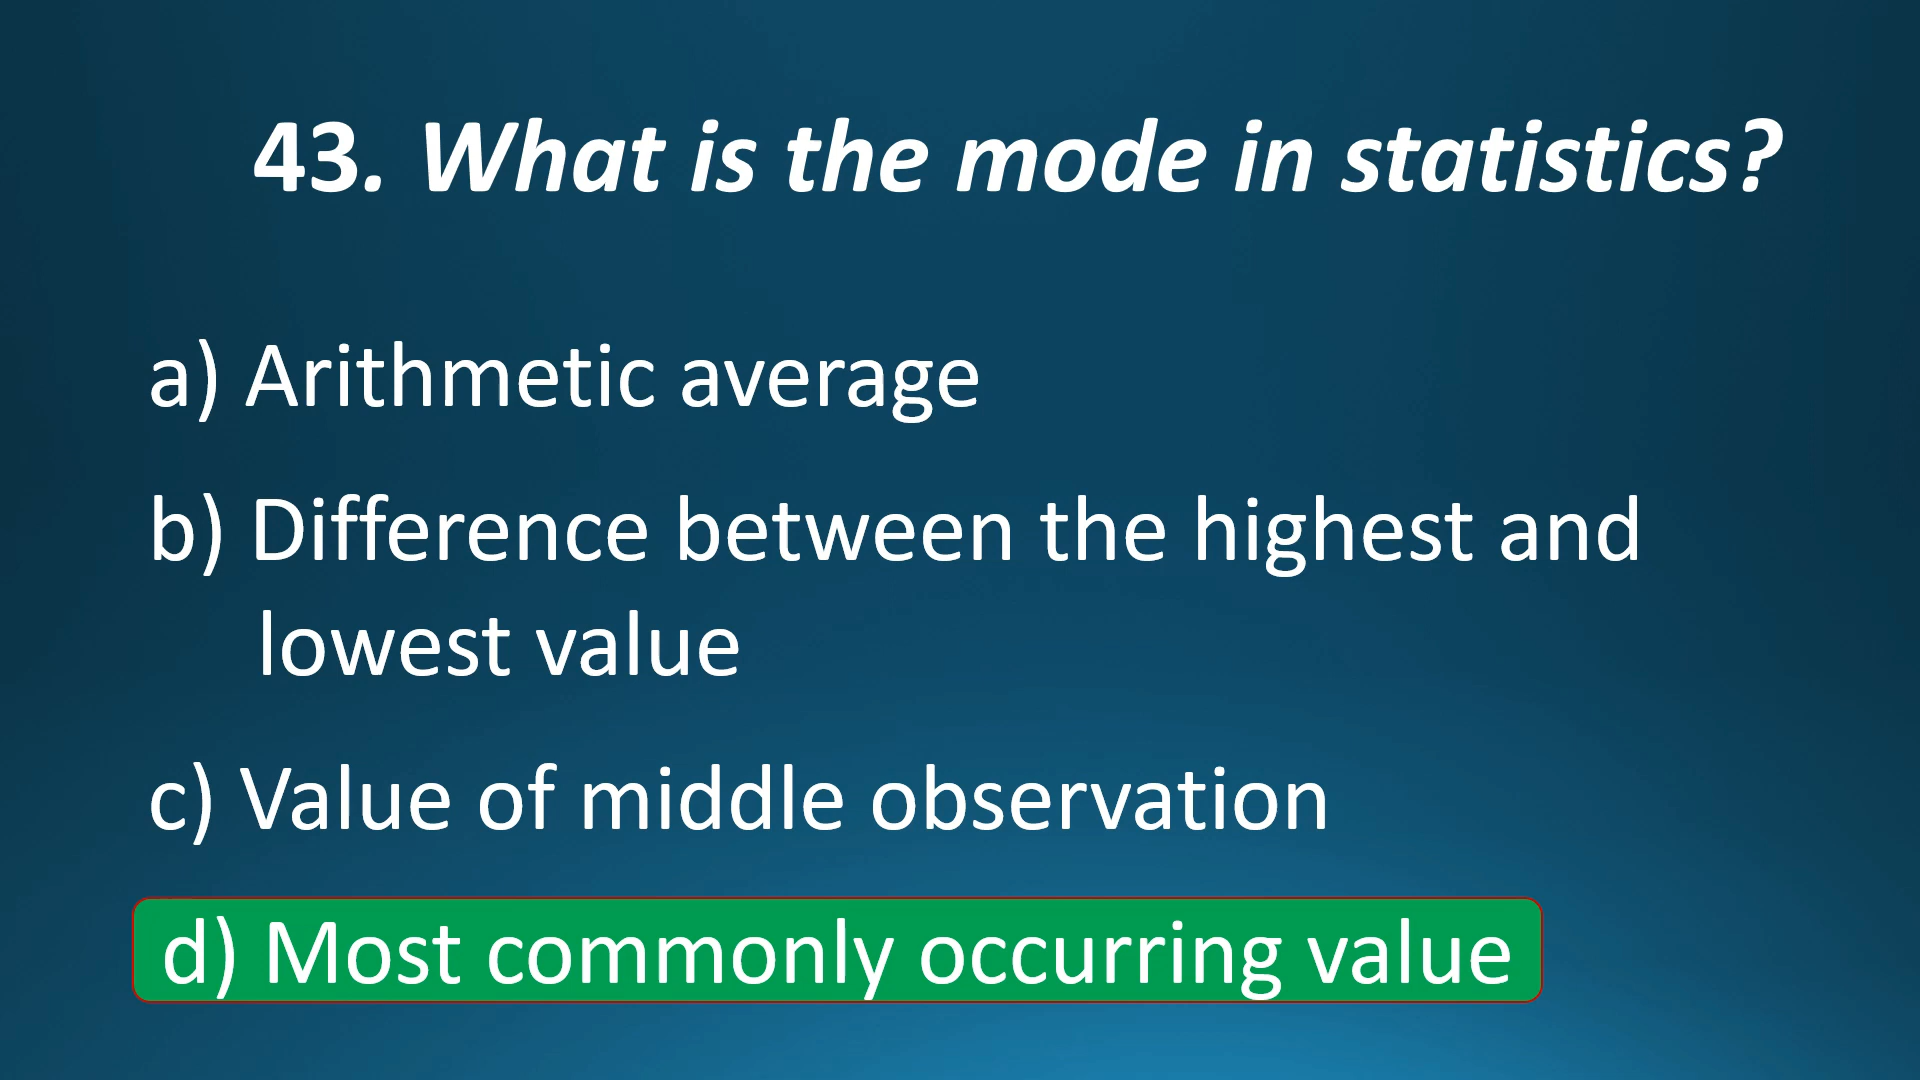 43. What is the mode in statistics?
a) Arithmetic average
b) Difference between the highest and
lowest value
c) Value of middle observation
d) Most commonly occurring value